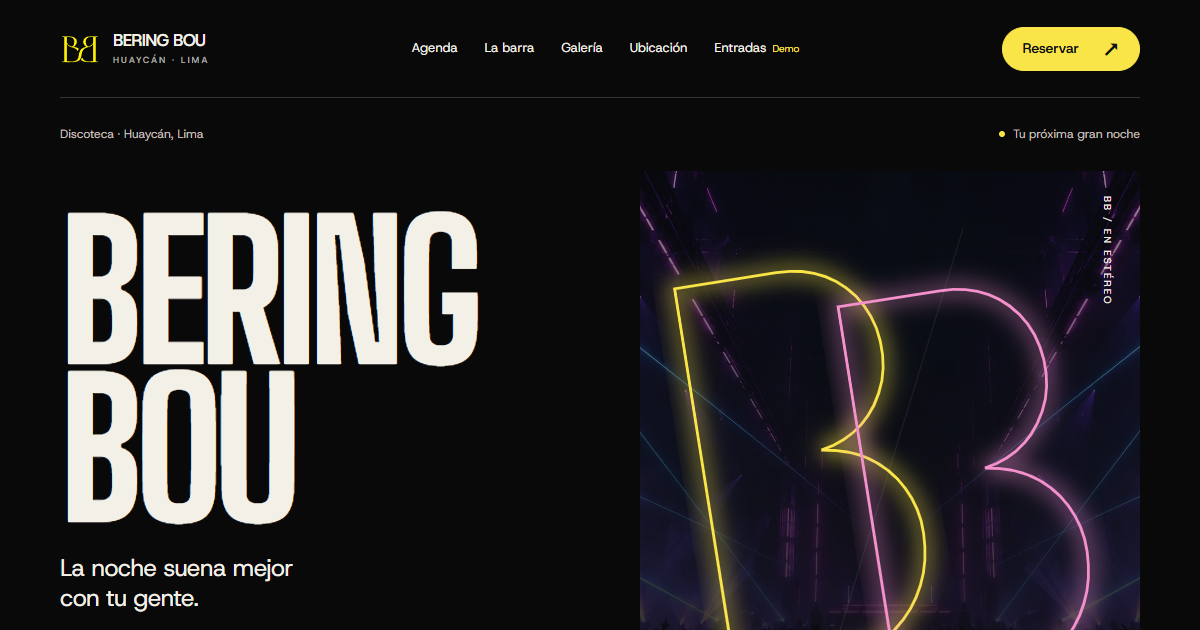 BB
BERING BOU
HUAYCÁN · LIMA
Agenda
La barra
Galería
Ubicación
Entradas Demo
Reservar ↗
Discoteca · Huaycán, Lima
Tu próxima gran noche
BERING
BOU
La noche suena mejor
con tu gente.
BB / EN ESTÉREO
BB